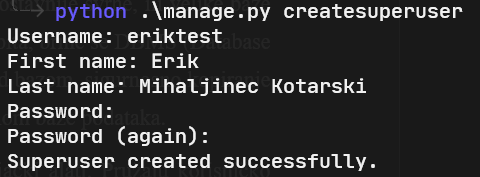 python .\manage.py createsuperuser
Username: eriktest
First name: Erik
Last name: Mihaljinec Kotarski
Password:
Password (again):
Superuser created successfully.